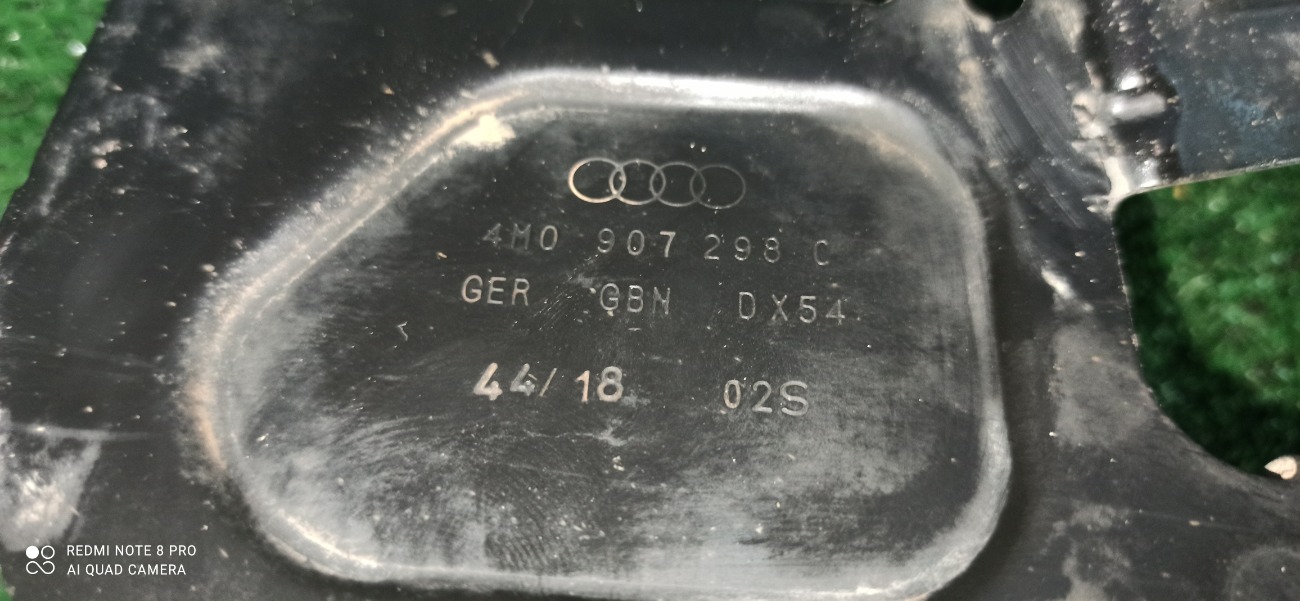 4M0 907 298 C
GER GBN DX54
44/18 02S
REDMI NOTE 8 PRO
AI QUAD CAMERA